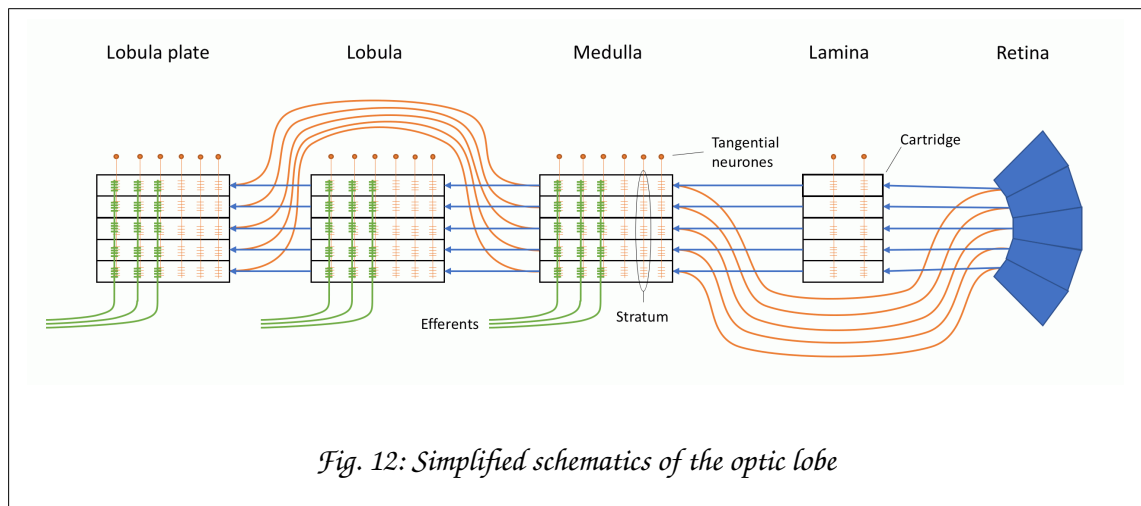 Lobula plate
Lobula
Medulla
Lamina
Retina
Tangential
neurones
Cartridge
Efferents
Stratum
Fig. 12: Simplified schematics of the optic lobe